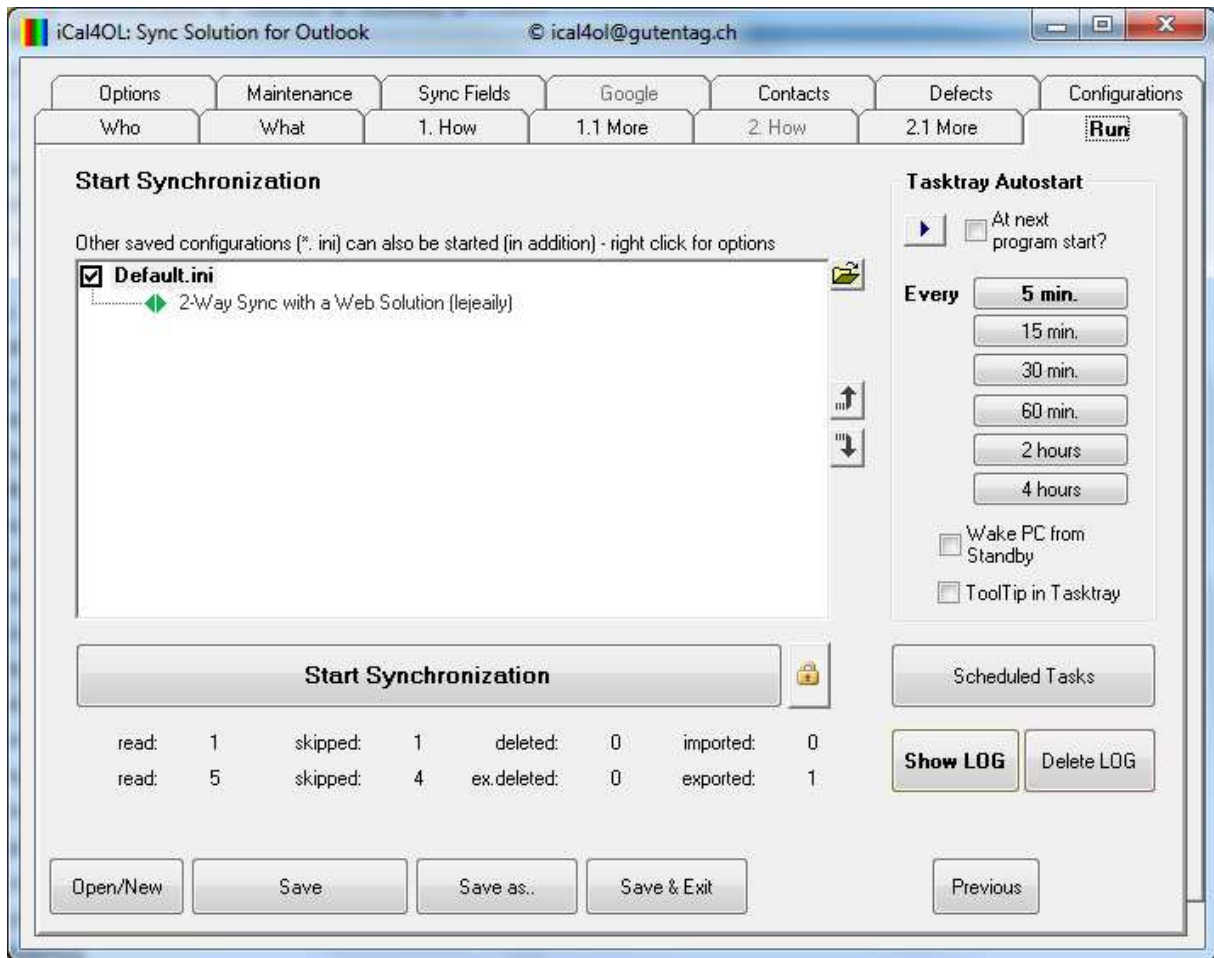 iCal4OL: Sync Solution for Outlook © ical4ol@gutentag.ch
Options Maintenance Sync Fields Google Contacts Defects Configurations
Who What 1. How 1.1 More 2. How 2.1 More Run
Start Synchronization
Other saved configurations (*. ini) can also be started (in addition) - right click for options
Default.ini
2-Way Sync with a Web Solution (lejeaily)
Tasktray Autostart
At next
program start?
Every 5 min.
15 min.
30 min.
60 min.
2 hours
4 hours
Wake PC from
Standby
ToolTip in Tasktray
Start Synchronization
Scheduled Tasks
read: 1 skipped: 1 deleted: 0 imported: 0
read: 5 skipped: 4 ex.deleted: 0 exported: 1
Show LOG Delete LOG
Open/New Save Save as.. Save & Exit Previous